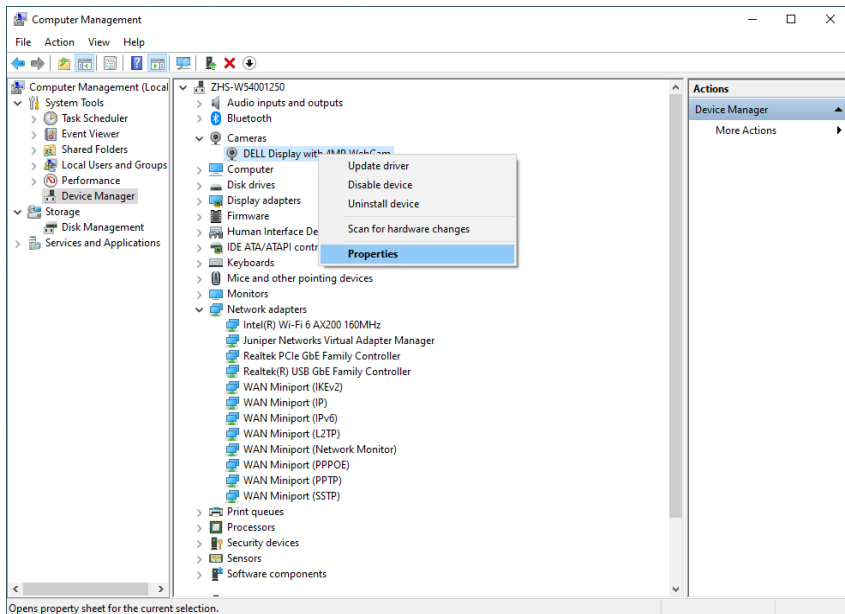 Computer Management
File Action View Help
Computer Management (Local
System Tools
Task Scheduler
Event Viewer
Shared Folders
Local Users and Groups
Performance
Device Manager
Storage
Disk Management
Services and Applications
ZHS-W54001250
Audio inputs and outputs
Bluetooth
Cameras
DELL Display with 4MP WebCam
Computer
Disk drives
Display adapters
Firmware
Human Interface De
IDE ATA/ATAPI contr
Keyboards
Mice and other pointing devices
Monitors
Network adapters
Intel(R) Wi-Fi 6 AX200 160MHz
Juniper Networks Virtual Adapter Manager
Realtek PCIe GbE Family Controller
Realtek(R) USB GbE Family Controller
WAN Miniport (IKEv2)
WAN Miniport (IP)
WAN Miniport (IPv6)
WAN Miniport (L2TP)
WAN Miniport (Network Monitor)
WAN Miniport (PPPOE)
WAN Miniport (PPTP)
WAN Miniport (SSTP)
Print queues
Processors
Security devices
Sensors
Software components
Update driver
Disable device
Uninstall device
Scan for hardware changes
Properties
Actions
Device Manager
More Actions
Opens property sheet for the current selection.